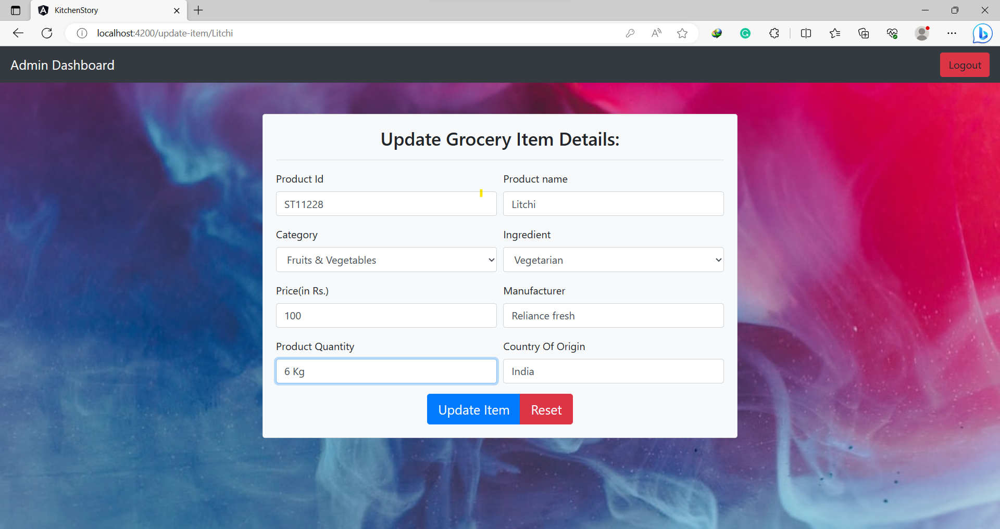 KitchenStory
localhost:4200/update-item/Litchi
Admin Dashboard
Logout
Update Grocery Item Details:
Product Id
Product name
ST11228
Litchi
Category
Ingredient
Fruits & Vegetables
Vegetarian
Price(in Rs.)
Manufacturer
100
Reliance fresh
Product Quantity
Country Of Origin
6 Kg
India
Update Item
Reset